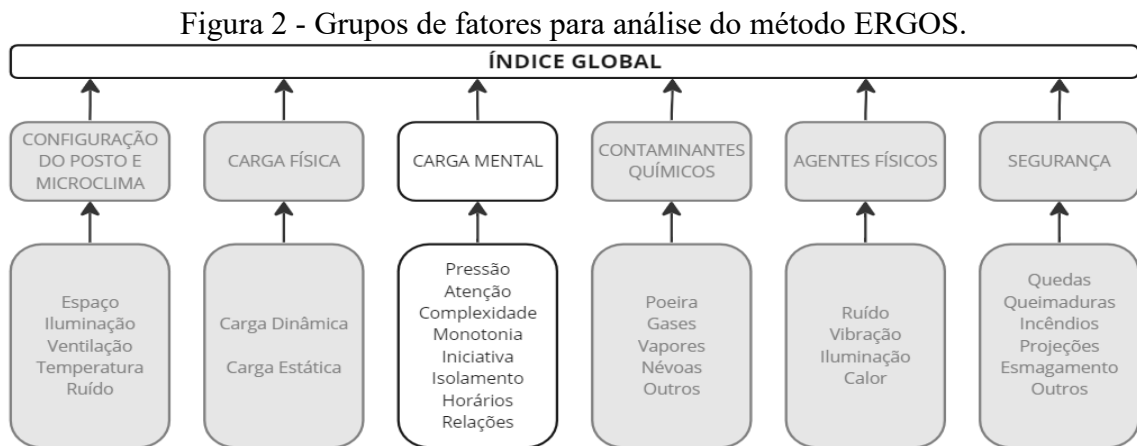 Figura 2 - Grupos de fatores para análise do método ERGOS.
ÍNDICE GLOBAL
CONFIGURAÇÃO
DO POSTO E
MICROCLIMA
CARGA FÍSICA
CARGA MENTAL
CONTAMINANTES
QUÍMICOS
AGENTES FÍSICOS
SEGURANÇA
Espaço
Iluminação
Ventilação
Temperatura
Ruído
Carga Dinâmica
Carga Estática
Pressão
Atenção
Complexidade
Monotonia
Iniciativa
Isolamento
Horários
Relações
Poeira
Gases
Vapores
Névoas
Outros
Ruído
Vibração
Iluminação
Calor
Quedas
Queimaduras
Incêndios
Projeções
Esmagamento
Outros